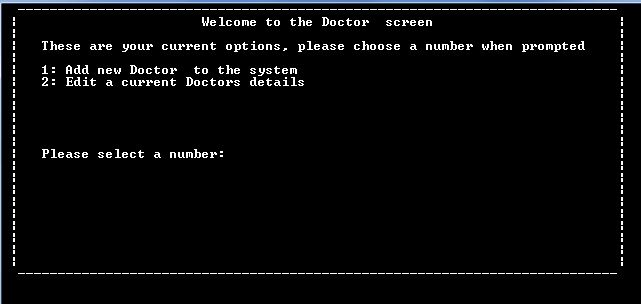 Welcome to the Doctor  screen
These are your current options, please choose a number when prompted
1: Add new Doctor  to the system
2: Edit a current Doctors details
Please select a number: